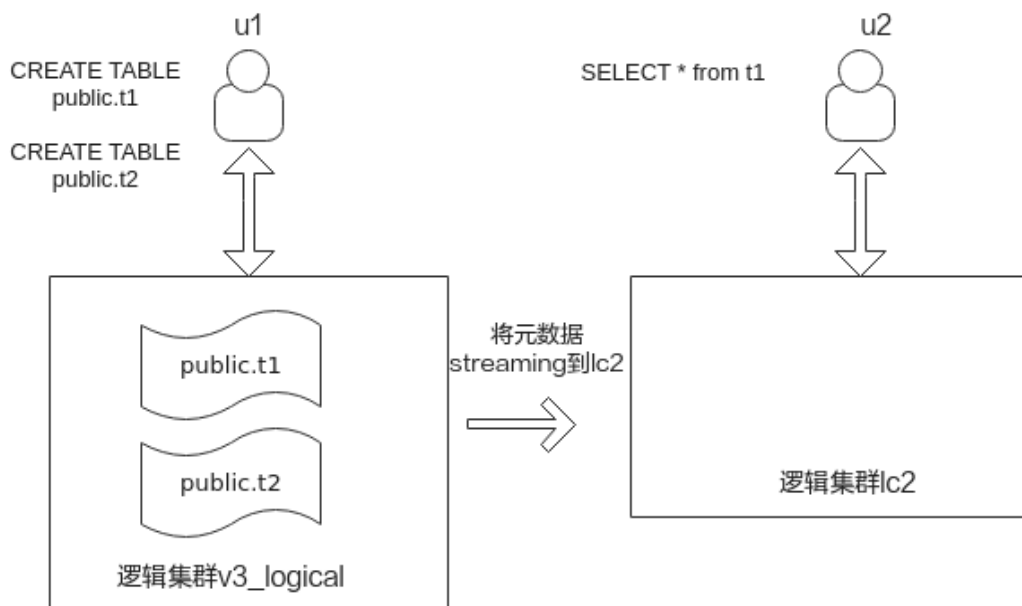 u1
u2
CREATE TABLE
public.t1
SELECT * from t1
CREATE TABLE
public.t2
将元数据
streaming到lc2
public.t1
public.t2
逻辑集群lc2
逻辑集群v3_logical